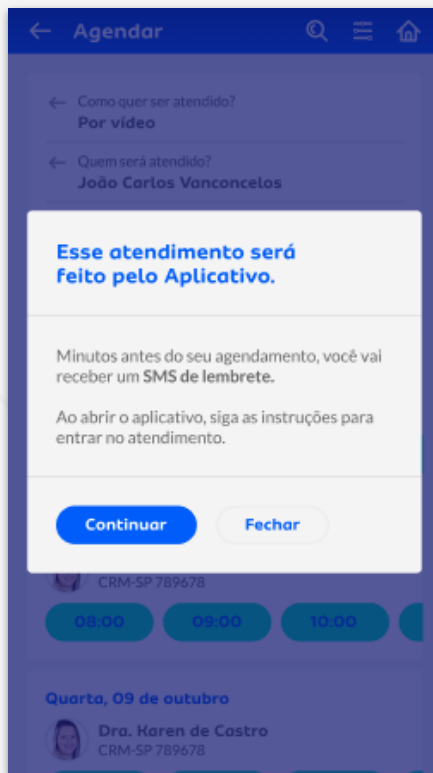 Agendar
Como quer ser atendido?
Por vídeo
Quem será atendido?
João Carlos Vanconcelos
Esse atendimento será
feito pelo Aplicativo.
Minutos antes do seu agendamento, você vai
receber um SMS de lembrete.
Ao abrir o aplicativo, siga as instruções para
entrar no atendimento.
Continuar Fechar
CRM-SP 789678
08:00 09:00 10:00
Quarta, 09 de outubro
Dra. Karen de Castro
CRM-SP 789678